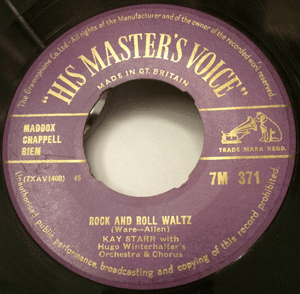 The Gramophone Co., Ltd.-All rights of the Manufacturer and of the owner of the recorded work reserved.
"HIS MASTER'S VOICE"
MADE IN GT. BRITAIN
MADDOX
CHAPPELL
BIEM
TRADE MARK REGD.
(7XAV1408) 45
7M 371
ROCK AND ROLL WALTZ
(Ware-Allen)
KAY STARR with
Hugo Winterhalter's
Orchestra & Chorus
Unauthorised public performance, broadcasting and copying of this record prohibited